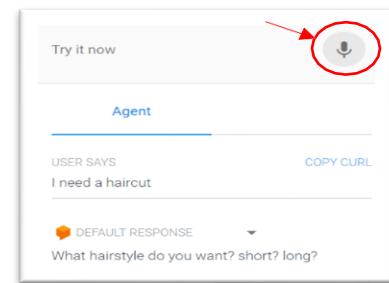 Try it now
Agent
USER SAYS COPY CURL
I need a haircut
DEFAULT RESPONSE
What hairstyle do you want? short? long?